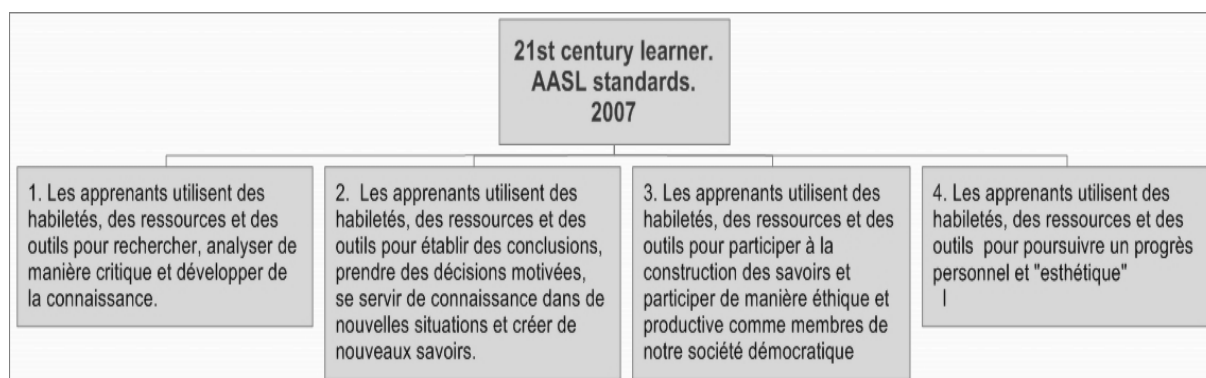 21st century learner.
AASL standards.
2007
1. Les apprenants utilisent des
habiletés, des ressources et des
outils pour rechercher, analyser de
manière critique et développer de
la connaissance.
2. Les apprenants utilisent des
habiletés, des ressources et des
outils pour établir des conclusions,
prendre des décisions motivées,
se servir de connaissance dans de
nouvelles situations et créer de
nouveaux savoirs.
3. Les apprenants utilisent des
habiletés, des ressources et des
outils pour participer à la
construction des savoirs et
participer de manière éthique et
productive comme membres de
notre société démocratique
4. Les apprenants utilisent des
habiletés, des ressources et des
outils pour poursuivre un progrès
personnel et "esthétique"